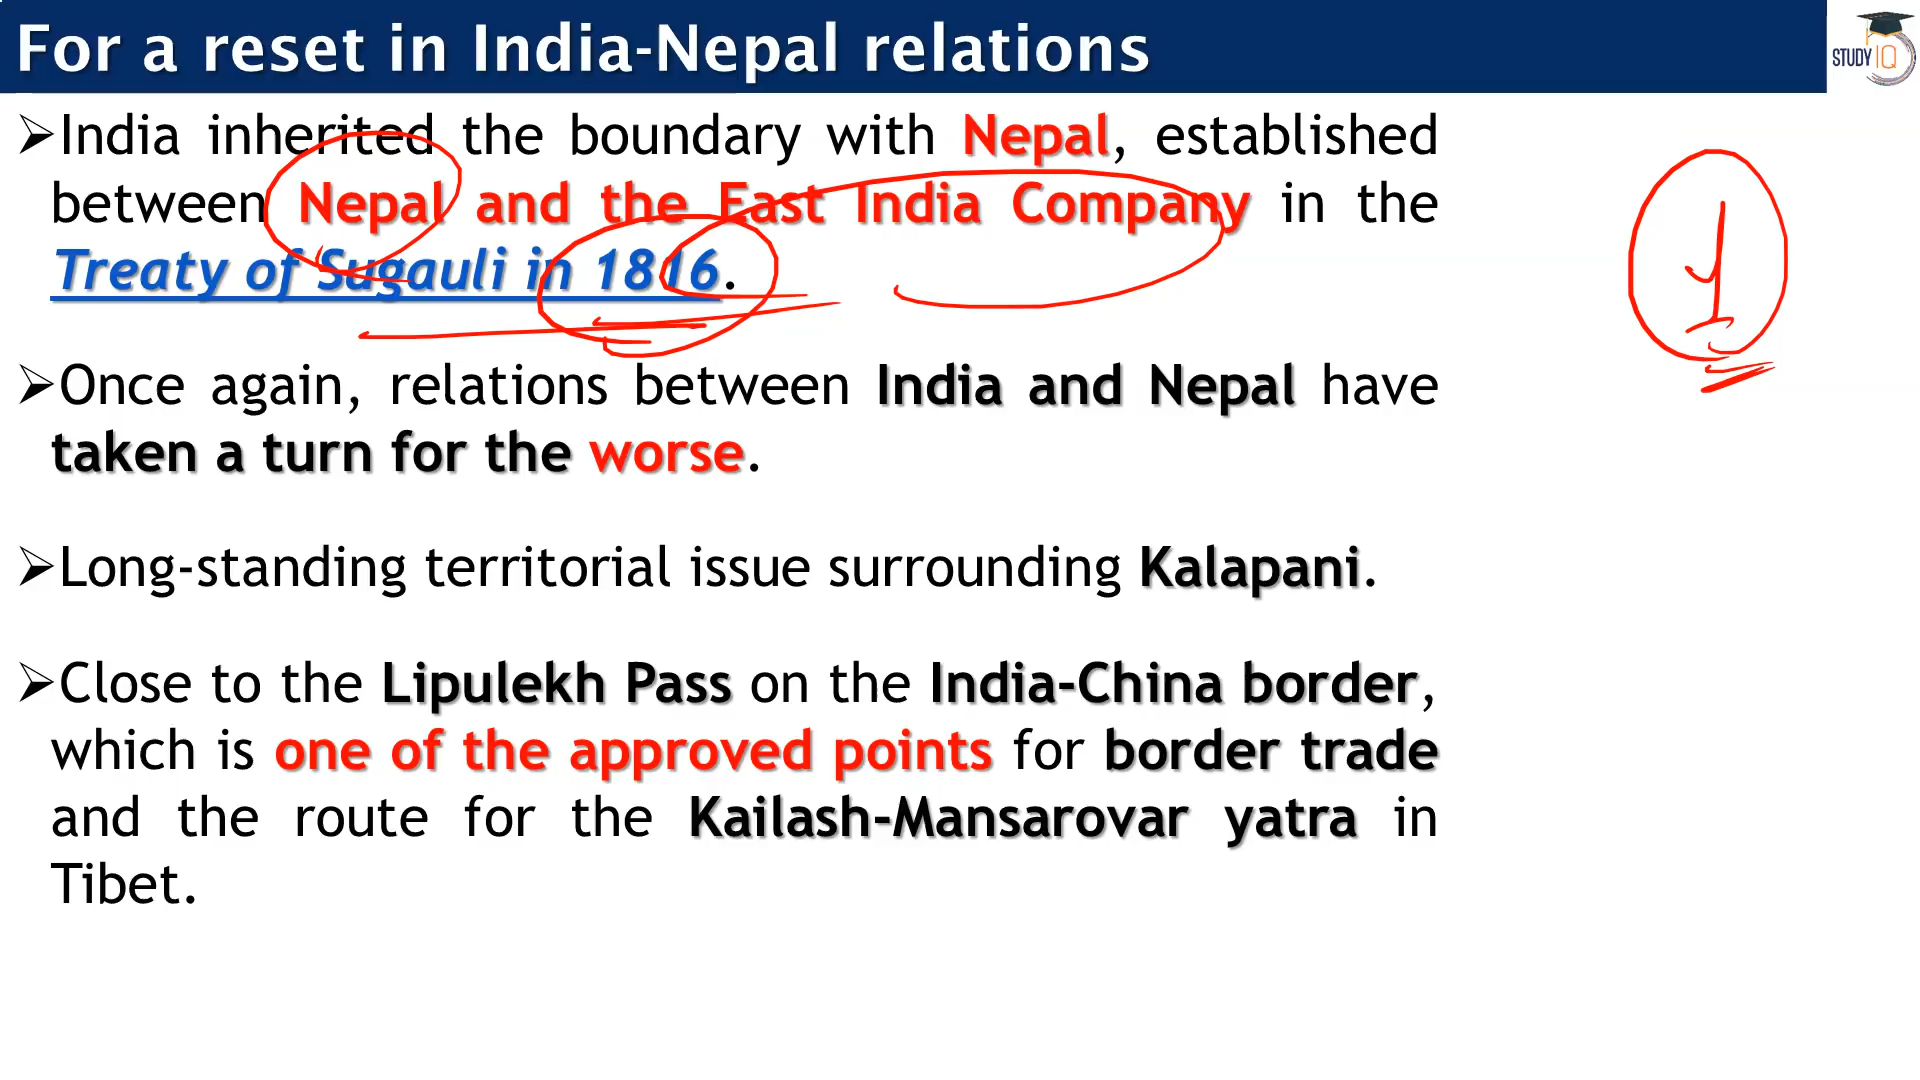 For a reset in India-Nepal relations
STUDY IQ
➢India inherited the boundary with Nepal, established
between Nepal and the East India Company in the
Treaty of Sugauli in 1816.
1
➢Once again, relations between India and Nepal have
taken a turn for the worse.
➢Long-standing territorial issue surrounding Kalapani.
➢Close to the Lipulekh Pass on the India-China border,
which is one of the approved points for border trade
and the route for the Kailash-Mansarovar yatra in
Tibet.